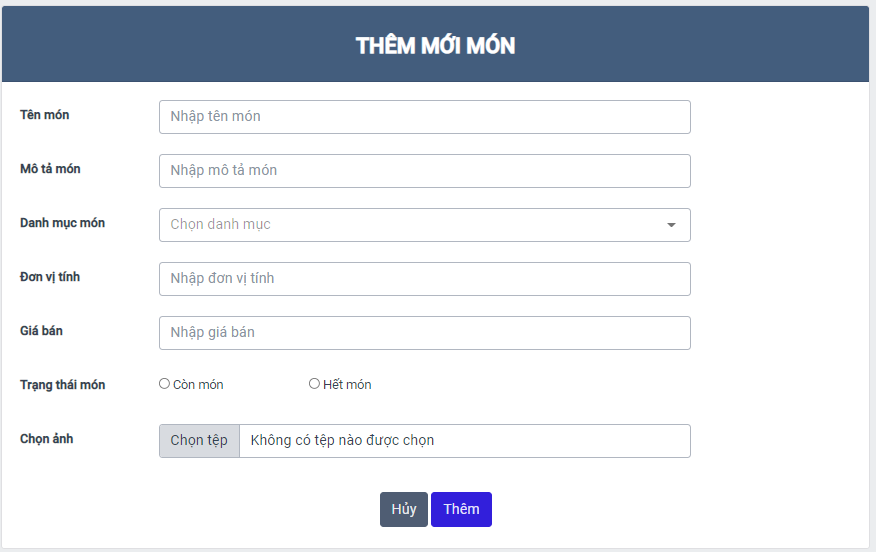 THÊM MỚI MÓN
Tên món
Nhập tên món
Mô tả món
Nhập mô tả món
Danh mục món
Chọn danh mục
Đơn vị tính
Nhập đơn vị tính
Giá bán
Nhập giá bán
Trạng thái món
Còn món
Hết món
Chọn ảnh
Chọn tệp
Không có tệp nào được chọn
Hủy
Thêm